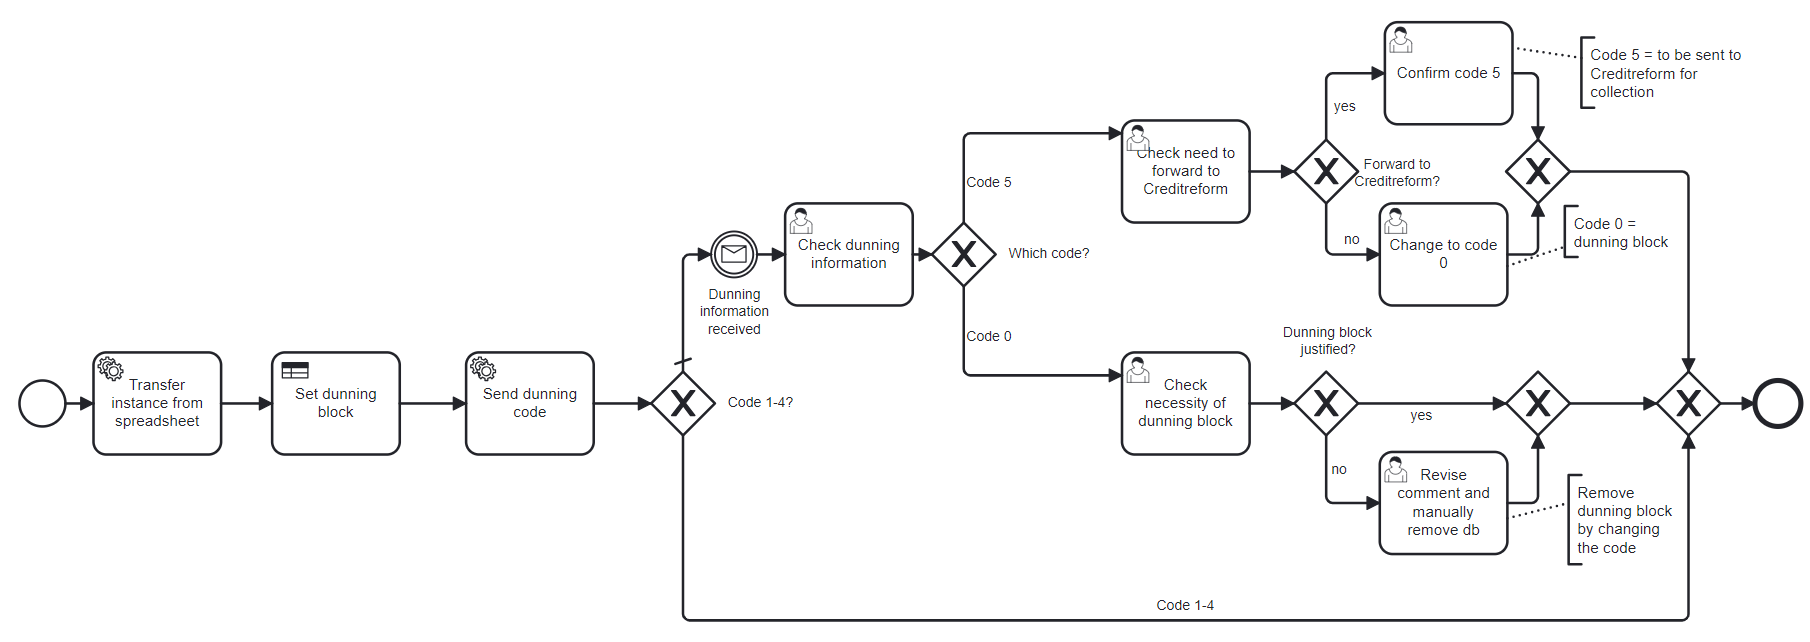 Transfer
instance from
spreadsheet
Set dunning
block
Send dunning
code
Code 1-4?
Dunning
information
received
Check dunning
information
Which code?
Code 5
Code 0
Check need to
forward to
Creditreform
yes
Forward to
Creditreform?
no
Confirm code 5
Code 5 = to be sent to
Creditreform for
collection
Change to code
0
Code 0 =
dunning block
Check
necessity of
dunning block
Dunning block
justified?
yes
no
Revise
comment and
manually
remove db
Remove
dunning block
by changing
the code
Code 1-4